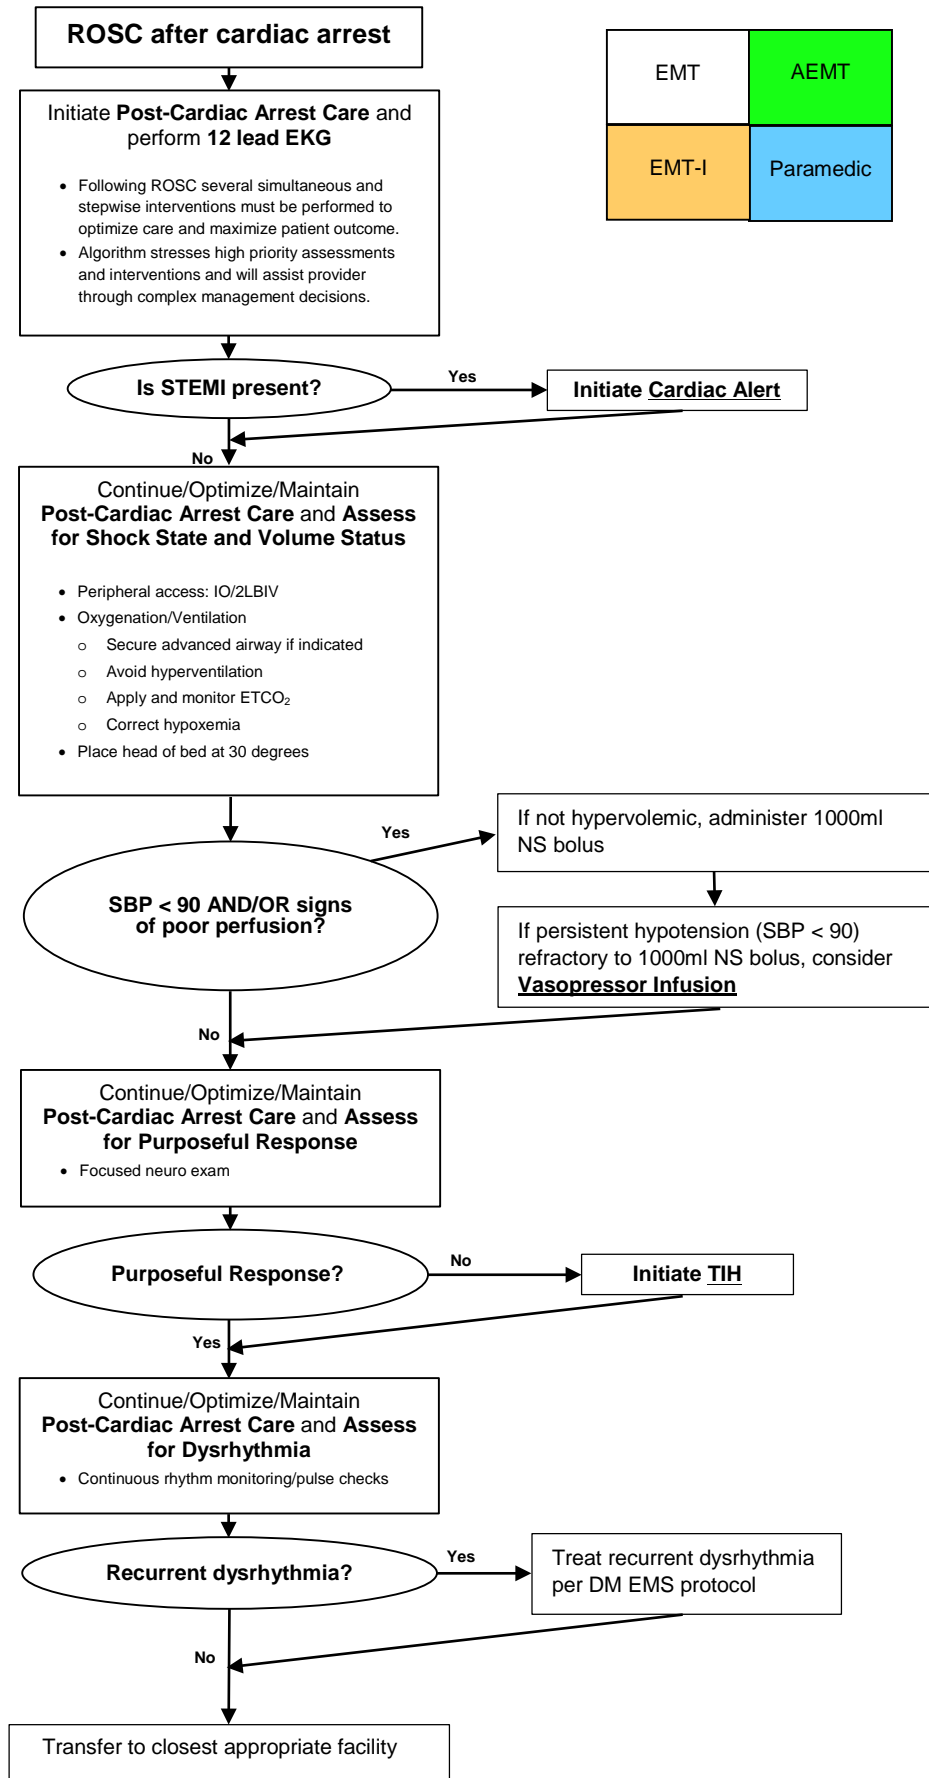 ROSC after cardiac arrest
EMT
AEMT
EMT-I
Paramedic
Initiate Post-Cardiac Arrest Care and
perform 12 lead EKG
• Following ROSC several simultaneous and
stepwise interventions must be performed to
optimize care and maximize patient outcome.
• Algorithm stresses high priority assessments
and interventions and will assist provider
through complex management decisions.
Is STEMI present?
Yes
Initiate Cardiac Alert
No
Continue/Optimize/Maintain
Post-Cardiac Arrest Care and Assess
for Shock State and Volume Status
• Peripheral access: IO/2LBIV
• Oxygenation/Ventilation
o Secure advanced airway if indicated
o Avoid hyperventilation
o Apply and monitor ETCO₂
o Correct hypoxemia
• Place head of bed at 30 degrees
SBP < 90 AND/OR signs
of poor perfusion?
Yes
If not hypervolemic, administer 1000ml
NS bolus
If persistent hypotension (SBP < 90)
refractory to 1000ml NS bolus, consider
Vasopressor Infusion
No
Continue/Optimize/Maintain
Post-Cardiac Arrest Care and Assess
for Purposeful Response
• Focused neuro exam
Purposeful Response?
No
Initiate TIH
Yes
Continue/Optimize/Maintain
Post-Cardiac Arrest Care and Assess
for Dysrhythmia
• Continuous rhythm monitoring/pulse checks
Recurrent dysrhythmia?
Yes
Treat recurrent dysrhythmia
per DM EMS protocol
No
Transfer to closest appropriate facility